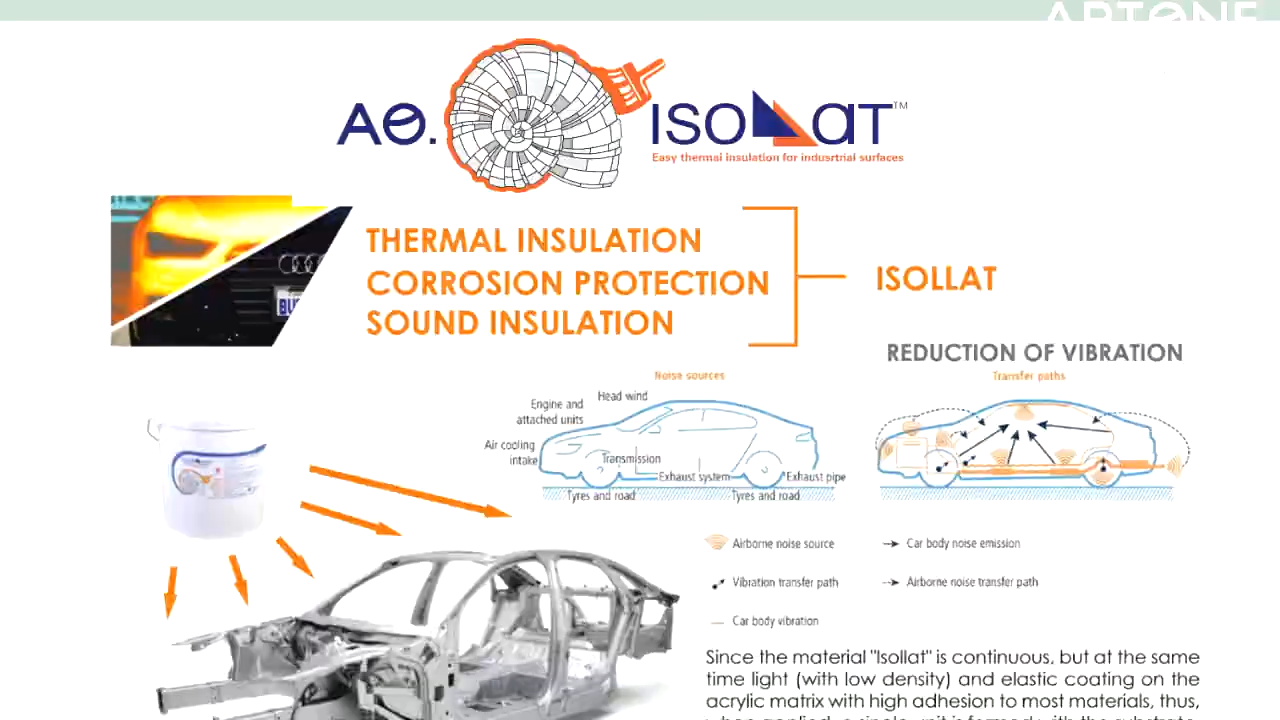 ARTONE
AO.
ISOLLAT™
Easy thermal insulation for indusrtrial surfaces
THERMAL INSULATION
CORROSION PROTECTION
SOUND INSULATION
ISOLLAT
REDUCTION OF VIBRATION
Noise sources
Transfer paths
Head wind
Engine and
attached units
Air cooling
intake
Transmission
Exhaust system
Exhaust pipe
Tyres and road
Tyres and road
Airborne noise source
Car body noise emission
Vibration transfer path
Airborne noise transfer path
Car body vibration
Since the material "Isollat" is continuous, but at the same
time light (with low density) and elastic coating on the
acrylic matrix with high adhesion to most materials, thus,